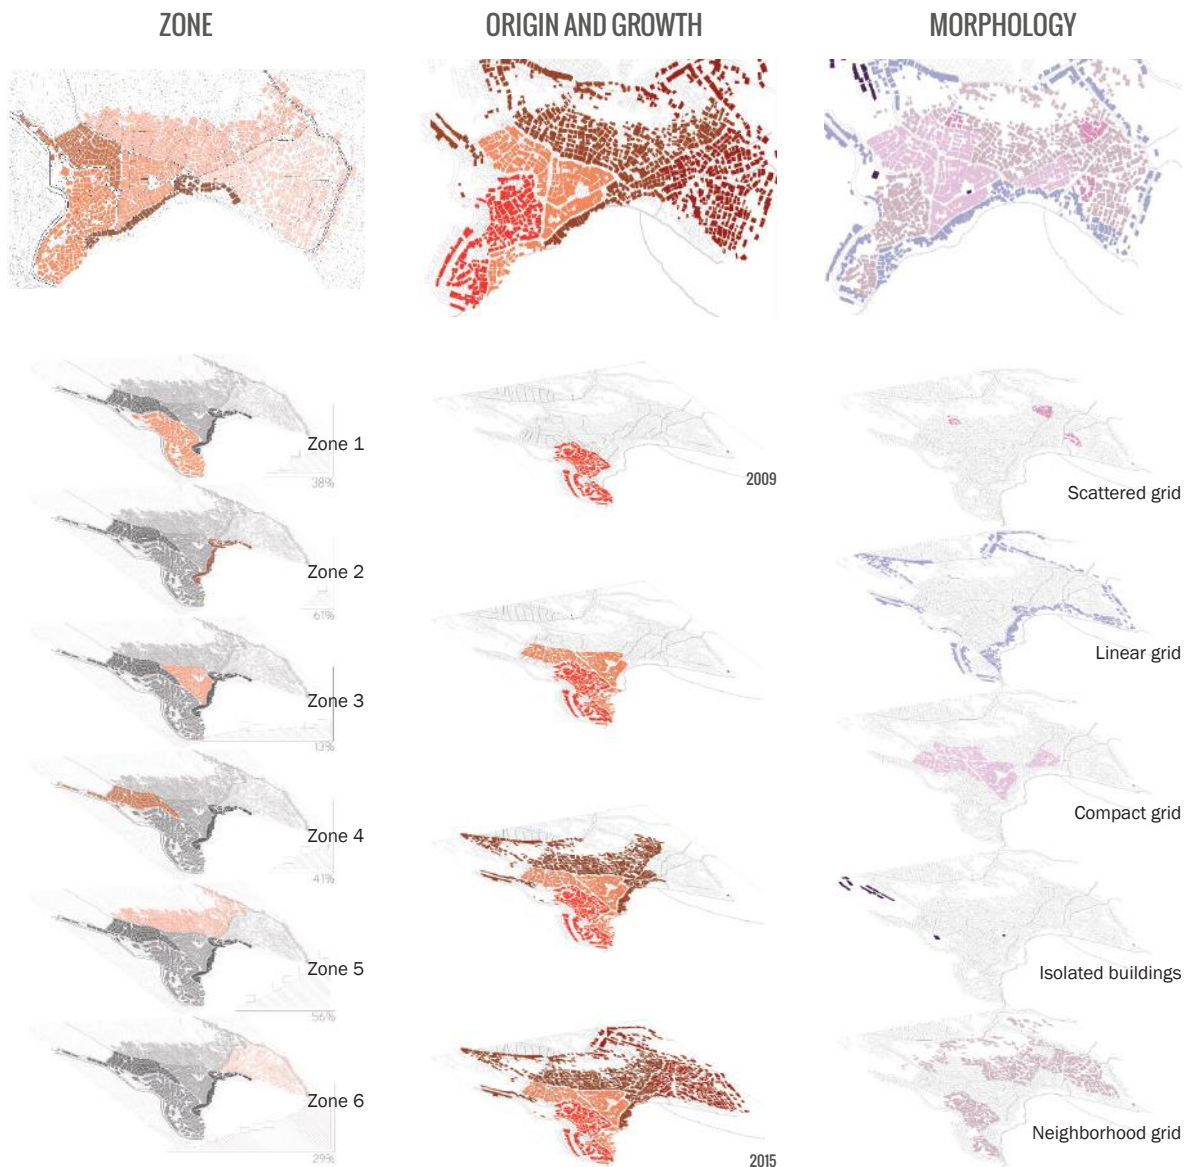 ZONE
ORIGIN AND GROWTH
MORPHOLOGY
Zone 1
38%
2009
Scattered grid
Zone 2
61%
Linear grid
Zone 3
13%
Compact grid
Zone 4
41%
Zone 5
56%
Isolated buildings
Zone 6
29%
2015
Neighborhood grid